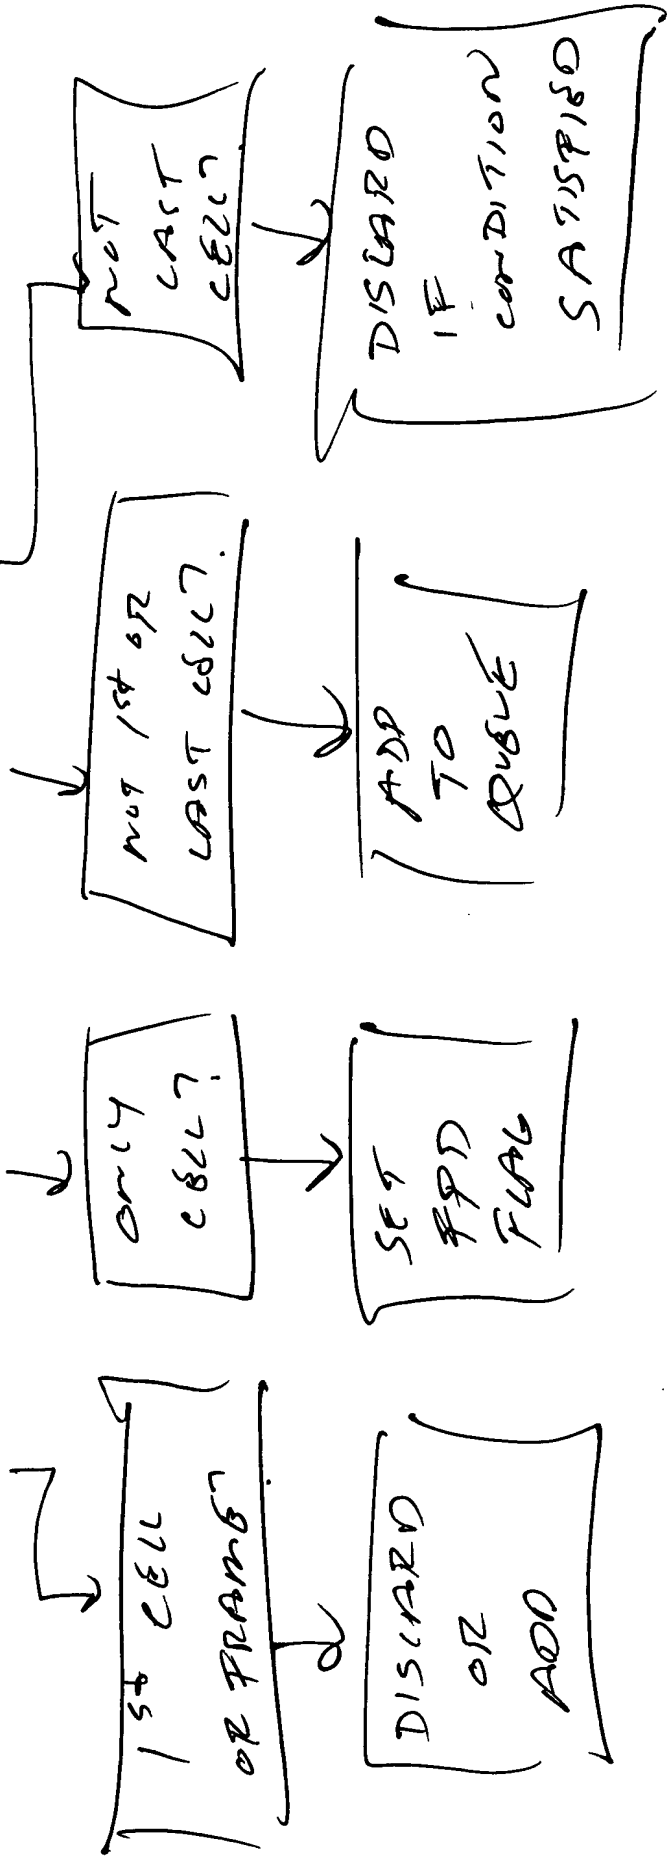 1st CELL
OR FRAME?
DISCARD
OR
ADD
ONLY
CELL?
SET
FLAG
NOT 1st OR
LAST CELL?
ADD
TO
QUEUE
NOT
LAST
CELL?
DISCARD
IF
CONDITION
SATISFIED